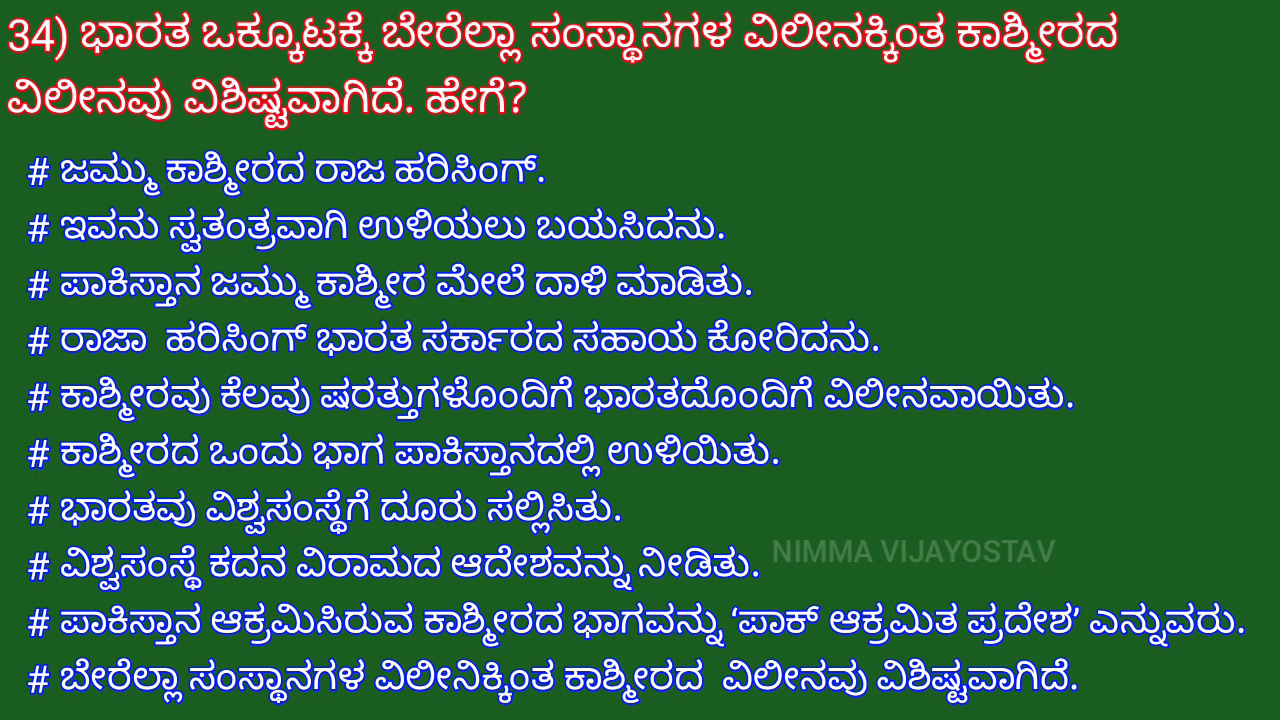 34) ಭಾರತ ಒಕ್ಕೂಟಕ್ಕೆ ಬೇರೆಲ್ಲಾ ಸಂಸ್ಥಾನಗಳ ವಿಲೀನಕ್ಕಿಂತ ಕಾಶ್ಮೀರದ
ವಿಲೀನವು ವಿಶಿಷ್ಟವಾಗಿದೆ. ಹೇಗೆ?
# ಜಮ್ಮು ಕಾಶ್ಮೀರದ ರಾಜ ಹರಿಸಿಂಗ್.
# ಇವನು ಸ್ವತಂತ್ರವಾಗಿ ಉಳಿಯಲು ಬಯಸಿದನು.
# ಪಾಕಿಸ್ತಾನ ಜಮ್ಮು ಕಾಶ್ಮೀರ ಮೇಲೆ ದಾಳಿ ಮಾಡಿತು.
# ರಾಜಾ ಹರಿಸಿಂಗ್ ಭಾರತ ಸರ್ಕಾರದ ಸಹಾಯ ಕೋರಿದನು.
# ಕಾಶ್ಮೀರವು ಕೆಲವು ಷರತ್ತುಗಳೊಂದಿಗೆ ಭಾರತದೊಂದಿಗೆ ವಿಲೀನವಾಯಿತು.
# ಕಾಶ್ಮೀರದ ಒಂದು ಭಾಗ ಪಾಕಿಸ್ತಾನದಲ್ಲಿ ಉಳಿಯಿತು.
# ಭಾರತವು ವಿಶ್ವಸಂಸ್ಥೆಗೆ ದೂರು ಸಲ್ಲಿಸಿತು.
# ವಿಶ್ವಸಂಸ್ಥೆ ಕದನ ವಿರಾಮದ ಆದೇಶವನ್ನು ನೀಡಿತು.
NIMMA VIJAYOSTAV
# ಪಾಕಿಸ್ತಾನ ಆಕ್ರಮಿಸಿರುವ ಕಾಶ್ಮೀರದ ಭಾಗವನ್ನು ‘ಪಾಕ್ ಆಕ್ರಮಿತ ಪ್ರದೇಶ’ ಎನ್ನುವರು.
# ಬೇರೆಲ್ಲಾ ಸಂಸ್ಥಾನಗಳ ವಿಲೀನಿಕ್ಕಿಂತ ಕಾಶ್ಮೀರದ ವಿಲೀನವು ವಿಶಿಷ್ಟವಾಗಿದೆ.